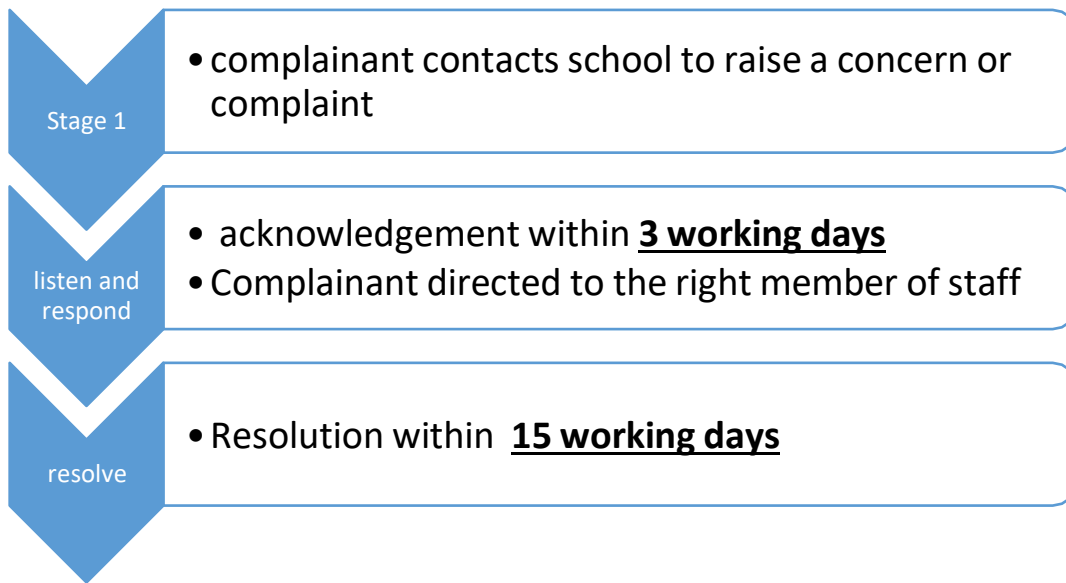 Stage 1
• complainant contacts school to raise a concern or
complaint
listen and
respond
• acknowledgement within 3 working days
• Complainant directed to the right member of staff
resolve
• Resolution within 15 working days